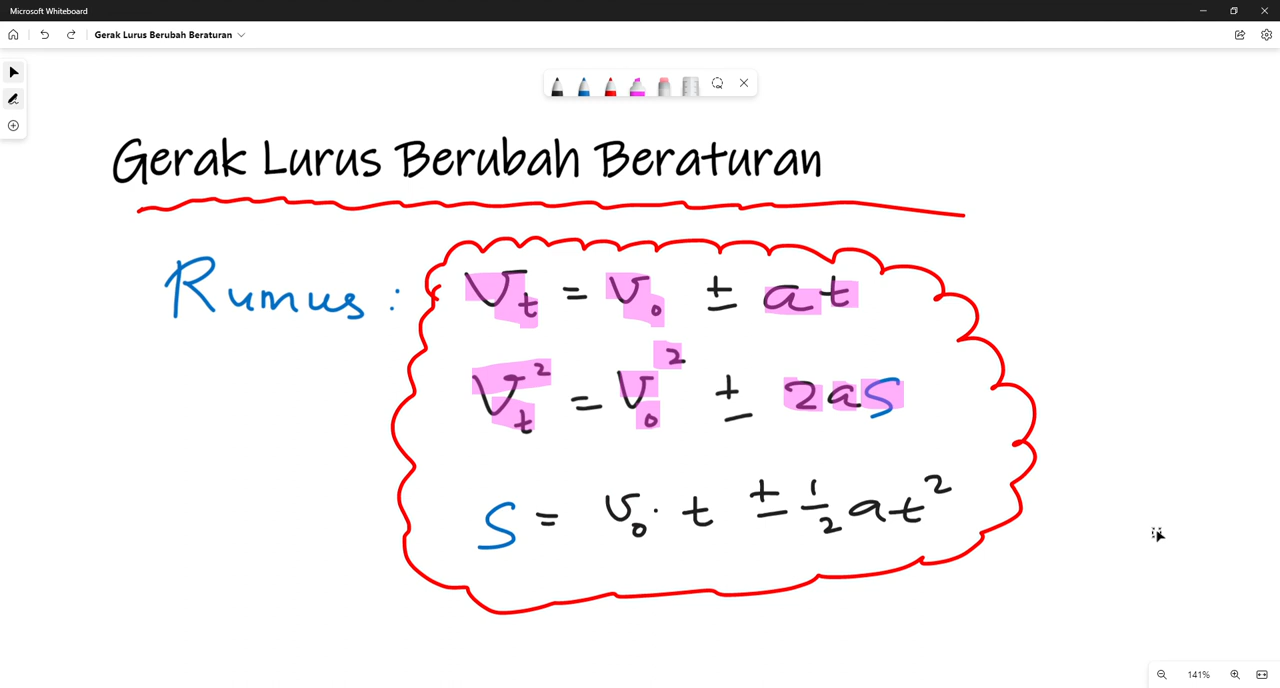 Microsoft Whiteboard
Gerak Lurus Berubah Beraturan
Gerak Lurus Berubah Beraturan
Rumus :
Vₜ = v₀ ± at
Vₜ² = V₀² ± 2as
S = v₀ . t ± ½ at²
141%